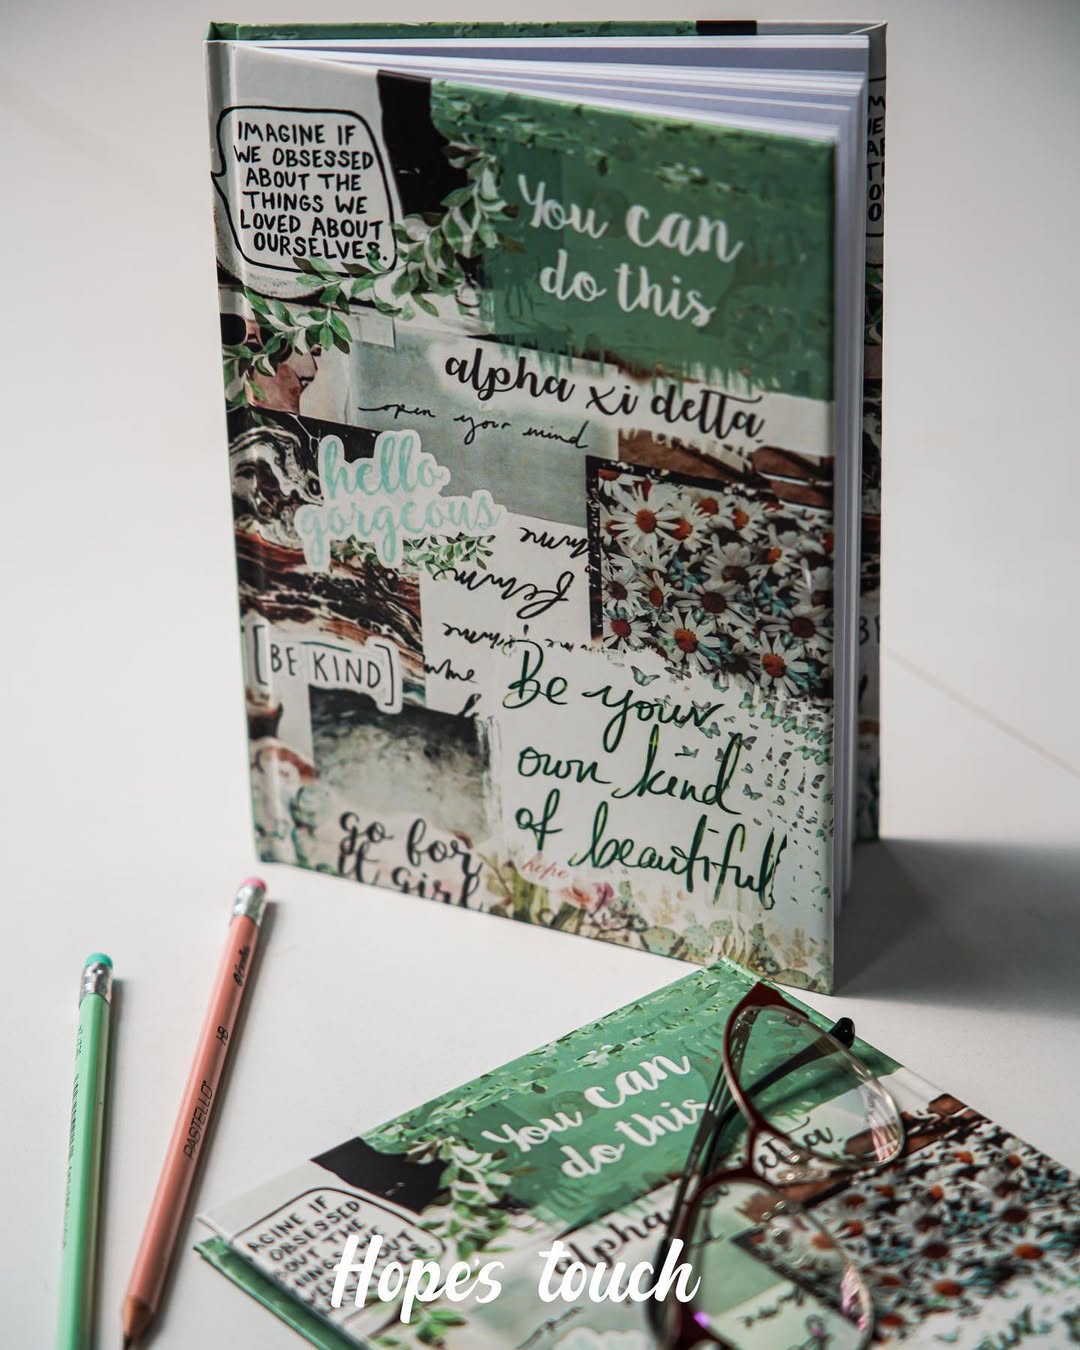 IMAGINE IF
WE OBSESSED
ABOUT THE
THINGS WE
LOVED ABOUT
OURSELVES.
You can
do this
alpha xi delta
open your mind
hello
gorgeous
femme
[BE KIND]
Be your
own kind
of beautiful
go for
it girl
hope
PASTELLO
HB
You can
do this
AGINE IF
OBSESSED
OUT THE
alpha
elta
Hope's touch